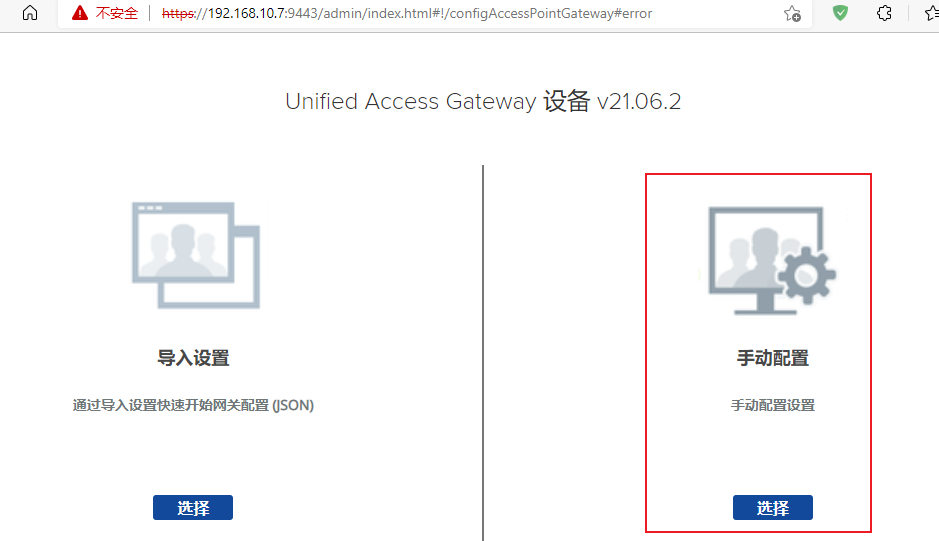 不安全 https://192.168.10.7:9443/admin/index.html#!/configAccessPointGateway#error
Unified Access Gateway 设备 v21.06.2
导入设置
通过导入设置快速开始网关配置 (JSON)
选择
手动配置
手动配置设置
选择